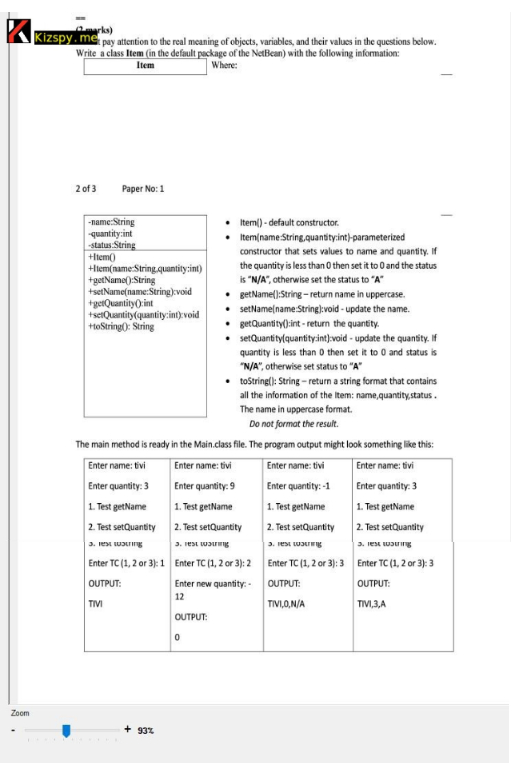 (2 marks)
Kizspy.me
t pay attention to the real meaning of objects, variables, and their values in the questions below.
Write a class Item (in the default package of the NetBean) with the following information:
Item
Where:
2 of 3 Paper No: 1
-name:String
-quantity:int
-status:String
+Item()
+Item(name:String,quantity:int)
+getName():String
+setName(name:String):void
+getQuantity():int
+setQuantity(quantity:int):void
+toString(): String
• Item() - default constructor.
• Item(name:String,quantity:int)-parameterized
constructor that sets values to name and quantity. If
the quantity is less than 0 then set it to 0 and the status
is “N/A”, otherwise set the status to “A”
• getName():String – return name in uppercase.
• setName(name:String):void - update the name.
• getQuantity():int - return the quantity.
• setQuantity(quantity:int):void - update the quantity. If
quantity is less than 0 then set it to 0 and status is
“N/A”, otherwise set status to “A”
• toString(): String – return a string format that contains
all the information of the Item: name,quantity,status .
The name in uppercase format.
Do not format the result.
The main method is ready in the Main.class file. The program output might look something like this:
Enter name: tivi
Enter quantity: 3
1. Test getName
2. Test setQuantity
3. Test toString
Enter TC (1, 2 or 3): 1
OUTPUT:
TIVI
Enter name: tivi
Enter quantity: 9
1. Test getName
2. Test setQuantity
3. Test toString
Enter TC (1, 2 or 3): 2
Enter new quantity: -
12
OUTPUT:
0
Enter name: tivi
Enter quantity: -1
1. Test getName
2. Test setQuantity
3. Test toString
Enter TC (1, 2 or 3): 3
OUTPUT:
TIVI,0,N/A
Enter name: tivi
Enter quantity: 3
1. Test getName
2. Test setQuantity
3. Test toString
Enter TC (1, 2 or 3): 3
OUTPUT:
TIVI,3,A
Zoom
- + 93%